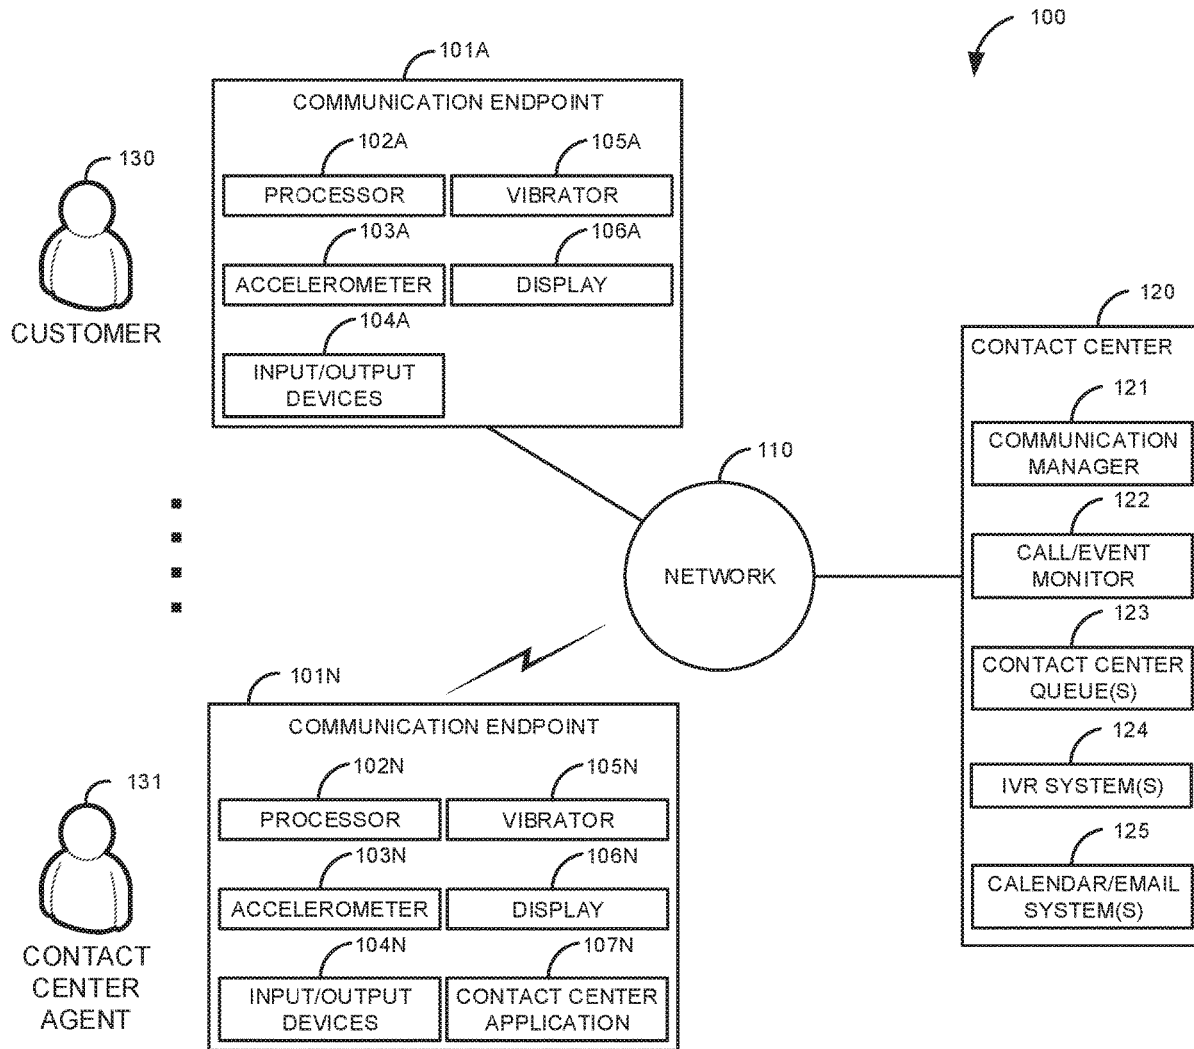 100
101A
COMMUNICATION ENDPOINT
102A
105A
130
PROCESSOR
VIBRATOR
103A
106A
ACCELEROMETER
DISPLAY
CUSTOMER
104A
INPUT/OUTPUT
DEVICES
120
CONTACT CENTER
121
COMMUNICATION
MANAGER
110
NETWORK
122
CALL/EVENT
MONITOR
123
CONTACT CENTER
QUEUE(S)
124
IVR SYSTEM(S)
125
CALENDAR/EMAIL
SYSTEM(S)
101N
COMMUNICATION ENDPOINT
102N
105N
131
PROCESSOR
VIBRATOR
103N
106N
ACCELEROMETER
DISPLAY
CONTACT
CENTER
AGENT
104N
107N
INPUT/OUTPUT
DEVICES
CONTACT CENTER
APPLICATION